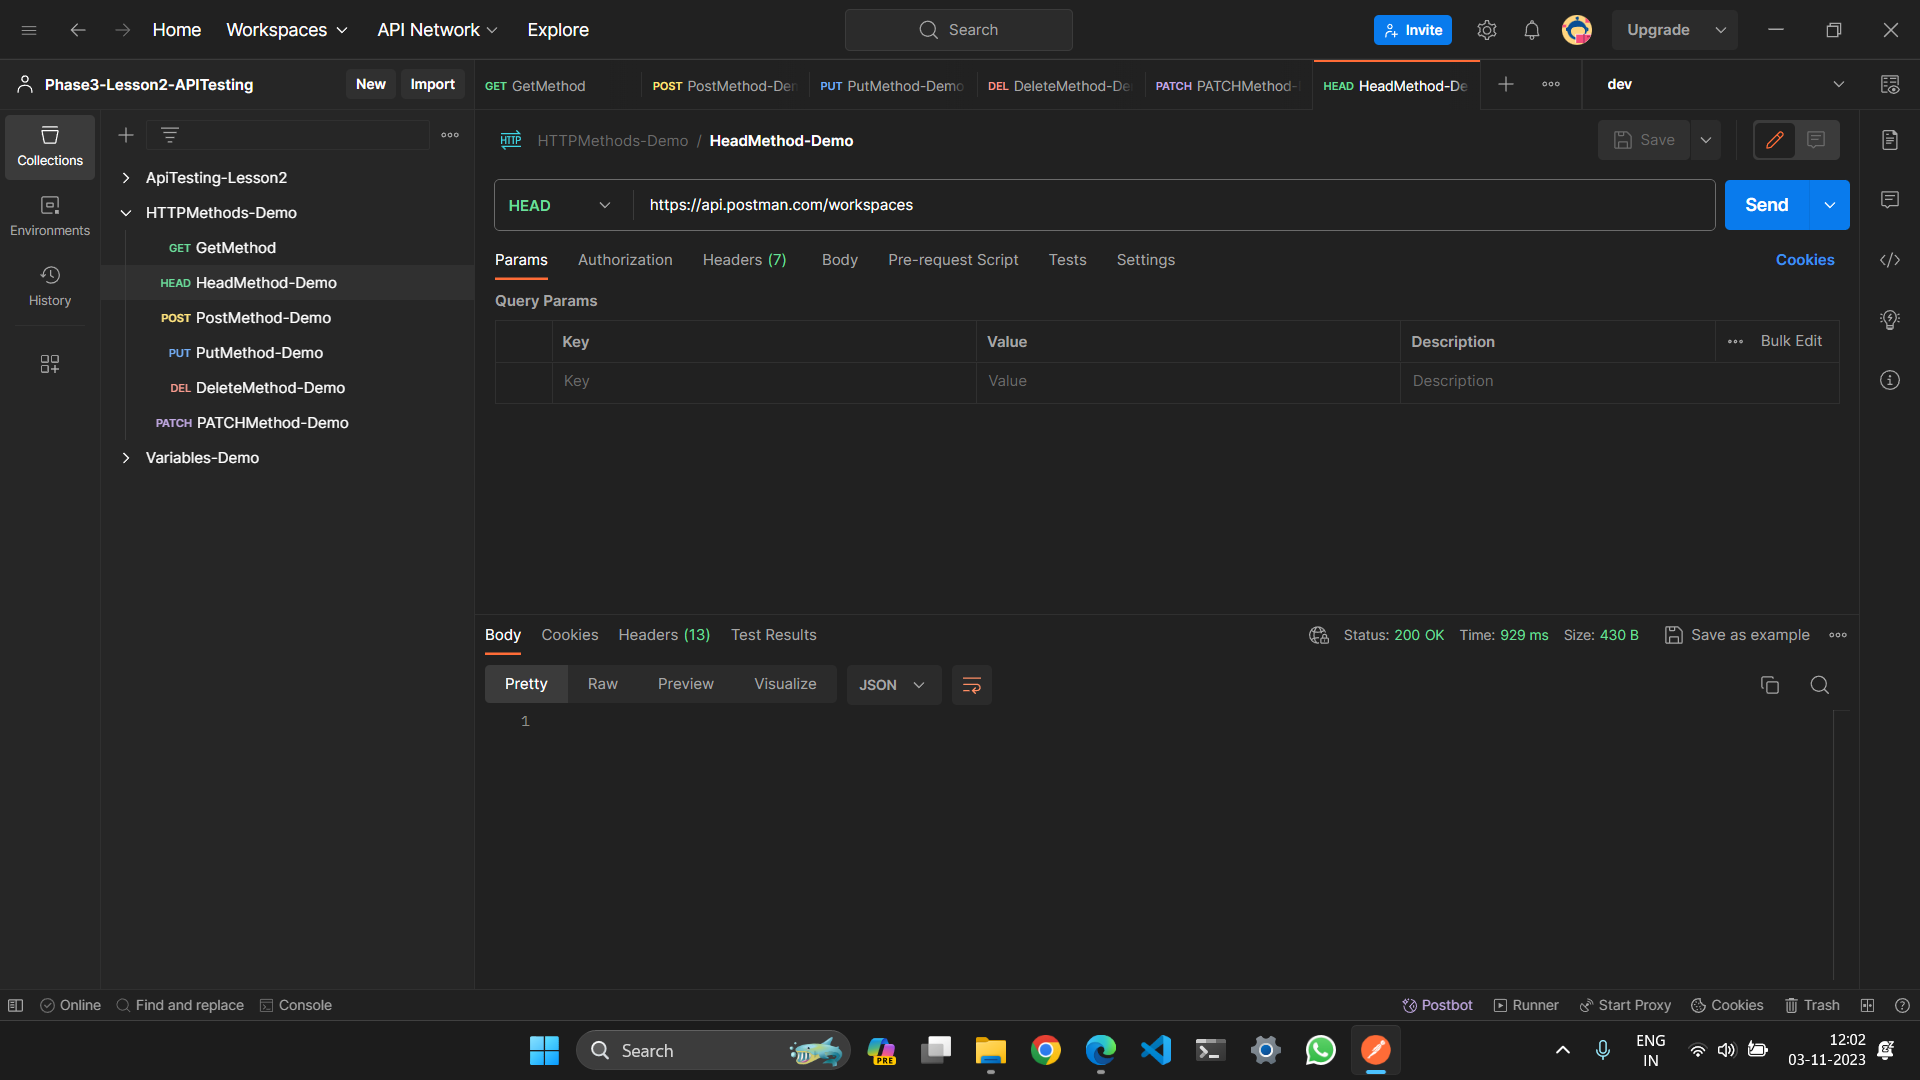 Home Workspaces API Network Explore Search Invite Upgrade
Phase3-Lesson2-APITesting New Import GET GetMethod POST PostMethod-De PUT PutMethod-Demo DEL DeleteMethod-De PATCH PATCHMethod- HEAD HeadMethod-De dev
HTTP HTTPMethods-Demo / HeadMethod-Demo Save
Collections
Environments
History
ApiTesting-Lesson2
HTTPMethods-Demo
GET GetMethod
HEAD HeadMethod-Demo
POST PostMethod-Demo
PUT PutMethod-Demo
DEL DeleteMethod-Demo
PATCH PATCHMethod-Demo
Variables-Demo
HEAD https://api.postman.com/workspaces Send
Params Authorization Headers (7) Body Pre-request Script Tests Settings Cookies
Query Params
Key Value Description Bulk Edit
Key Value Description
Body Cookies Headers (13) Test Results Status: 200 OK Time: 929 ms Size: 430 B Save as example
Pretty Raw Preview Visualize JSON
1
Online Find and replace Console Postbot Runner Start Proxy Cookies Trash
Search PRE ENG 12:02
IN 03-11-2023